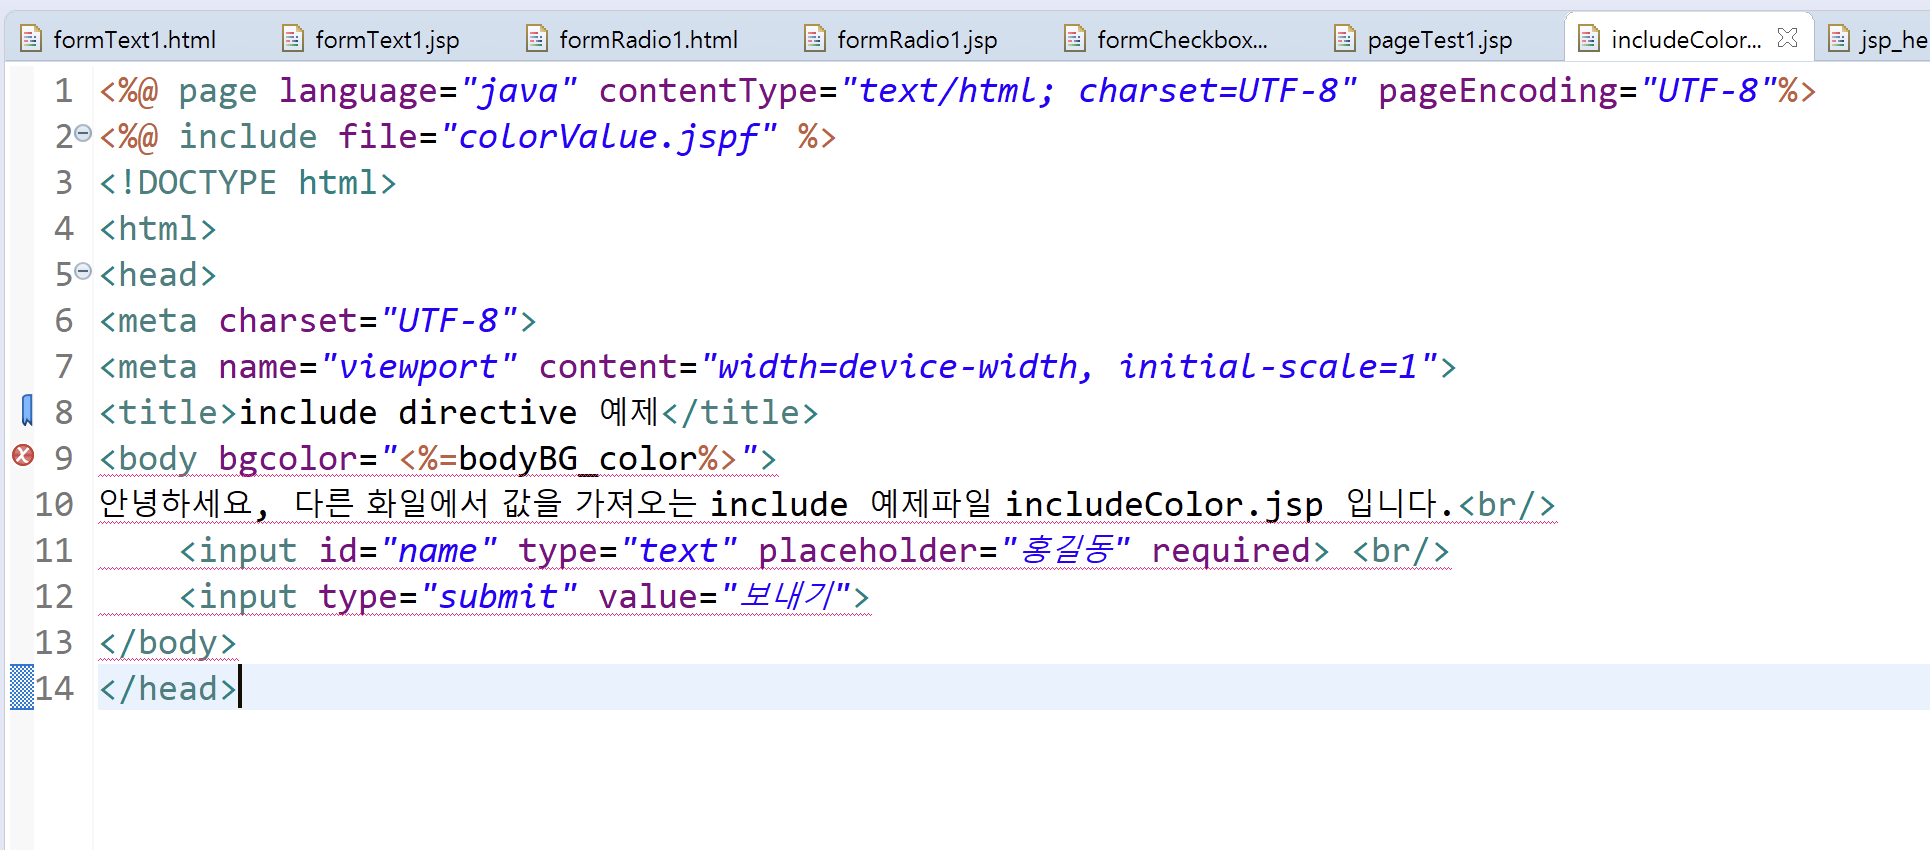 formText1.html formText1.jsp formRadio1.html formRadio1.jsp formCheckbox... pageTest1.jsp includeColor... jsp_he
1 <%@ page language="java" contentType="text/html; charset=UTF-8" pageEncoding="UTF-8"%>
2 <%@ include file="colorValue.jspf" %>
3 <!DOCTYPE html>
4 <html>
5 <head>
6 <meta charset="UTF-8">
7 <meta name="viewport" content="width=device-width, initial-scale=1">
8 <title>include directive 예제</title>
9 <body bgcolor="<%=bodyBG_color%>">
10 안녕하세요, 다른 화일에서 값을 가져오는 include 예제파일 includeColor.jsp 입니다.<br/>
11     <input id="name" type="text" placeholder="홍길동" required> <br/>
12     <input type="submit" value="보내기">
13 </body>
14 </head>